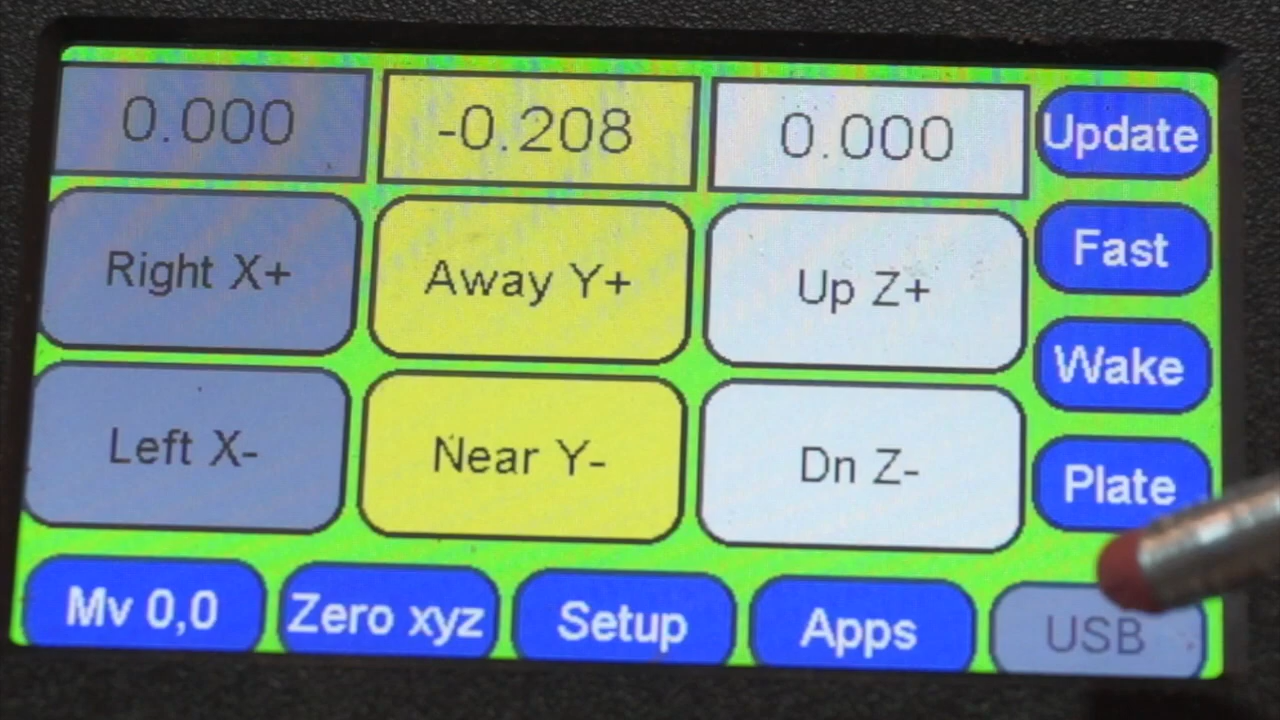 0.000 -0.208 0.000 Update
Right X+ Away Y+ Up Z+ Fast
Wake
Left X- Near Y- Dn Z- Plate
Mv 0,0 Zero xyz Setup Apps USB